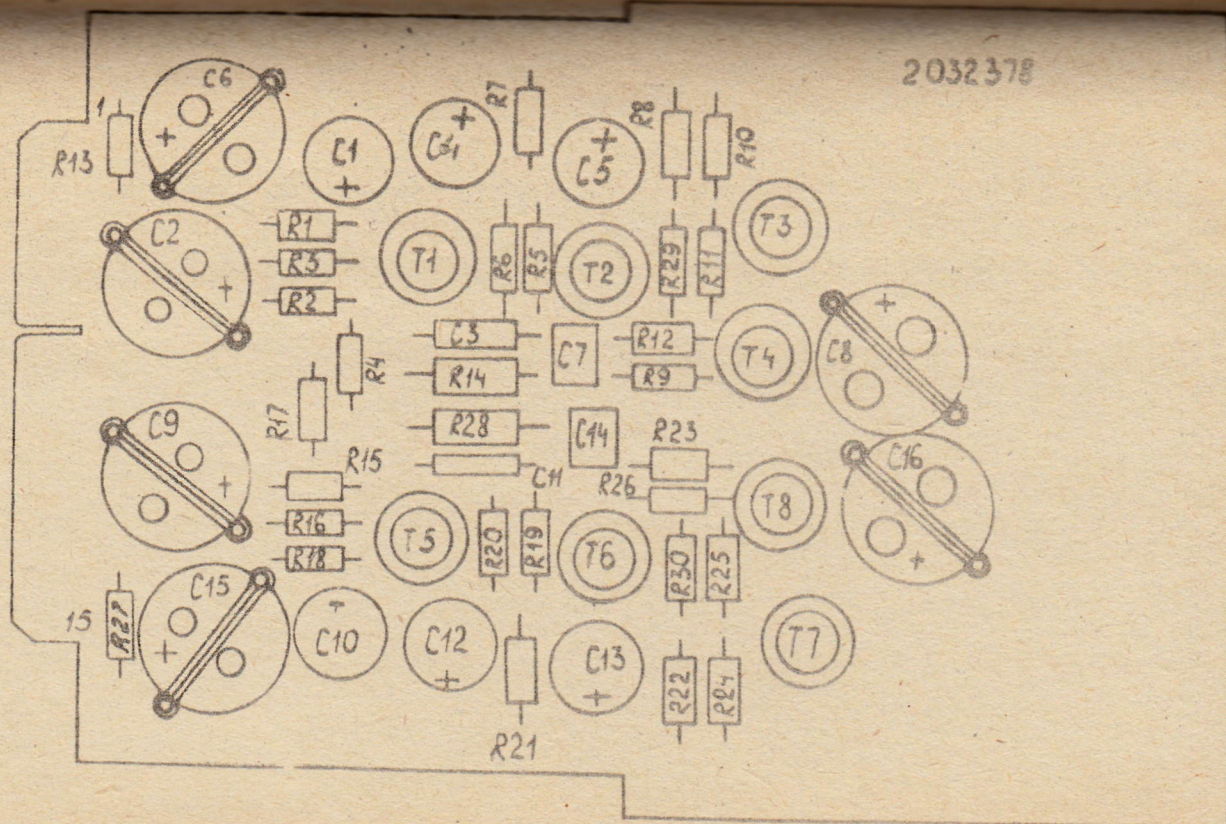 2032378
C6
R7
1
+
R13
C1
+
C4
+
C5
+
R8
R10
C2
+
R1
R3
R2
T1
R6
R5
T2
R29
R11
T3
C3
C7
R12
T4
C8
+
R4
R14
R9
R17
C9
+
R28
C14
R23
R15
C11
R26
C16
+
R16
R18
T5
R20
R19
T6
R30
R25
T8
15
R27
C15
+
C10
+
C12
+
R21
C13
+
R22
R24
T7